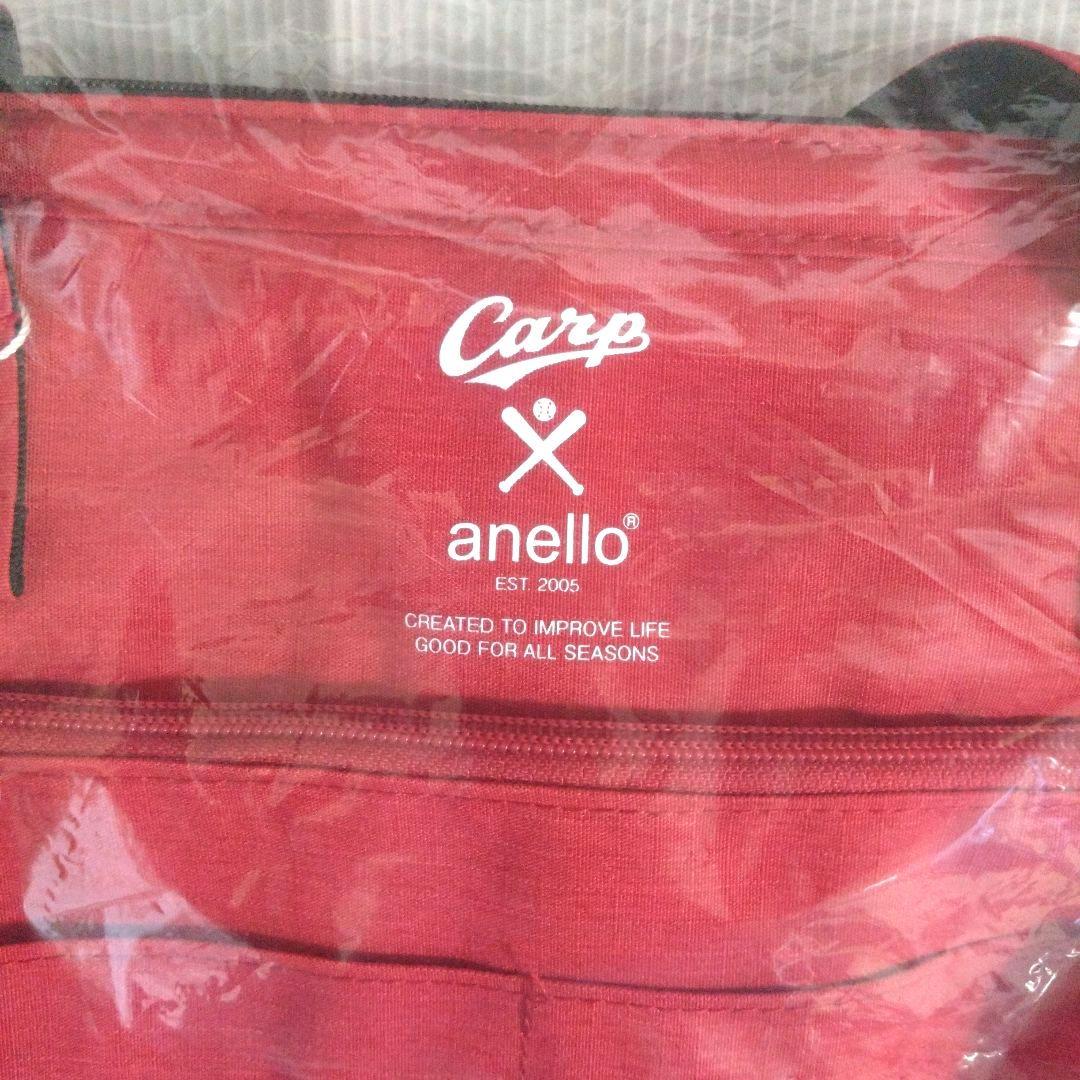 Carp
anello®
EST. 2005
CREATED TO IMPROVE LIFE
GOOD FOR ALL SEASONS